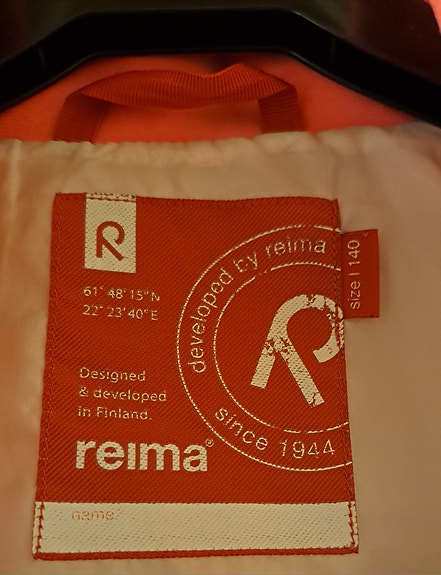 61° 48' 15" N
22° 23' 40" E
Designed
& developed
in Finland.
reima®
developed by reima
since 1944
size | 140
name: